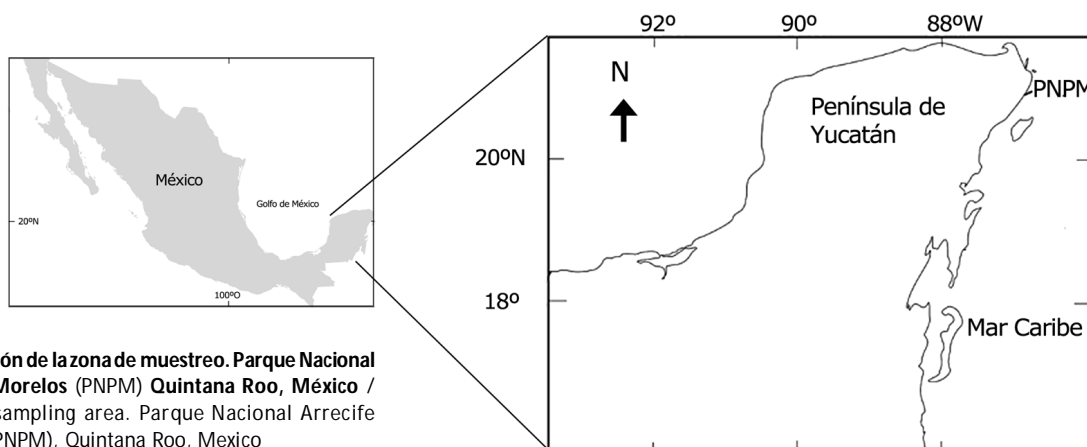 92º 90º 88ºW
N
PNPM
Península de
Yucatán
20ºN
18º
Mar Caribe
México
Golfo de México
20ºN
100ºO
ón de la zona de muestreo. Parque Nacional
Morelos (PNPM) Quintana Roo, México /
sampling area. Parque Nacional Arrecife
PNPM), Quintana Roo, Mexico